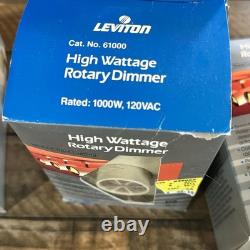 LEVITON
Cat. No. 61000
High Wattage
Rotary Dimmer
Rated: 1000W, 120VAC
High Wattage
Rotary Dimmer